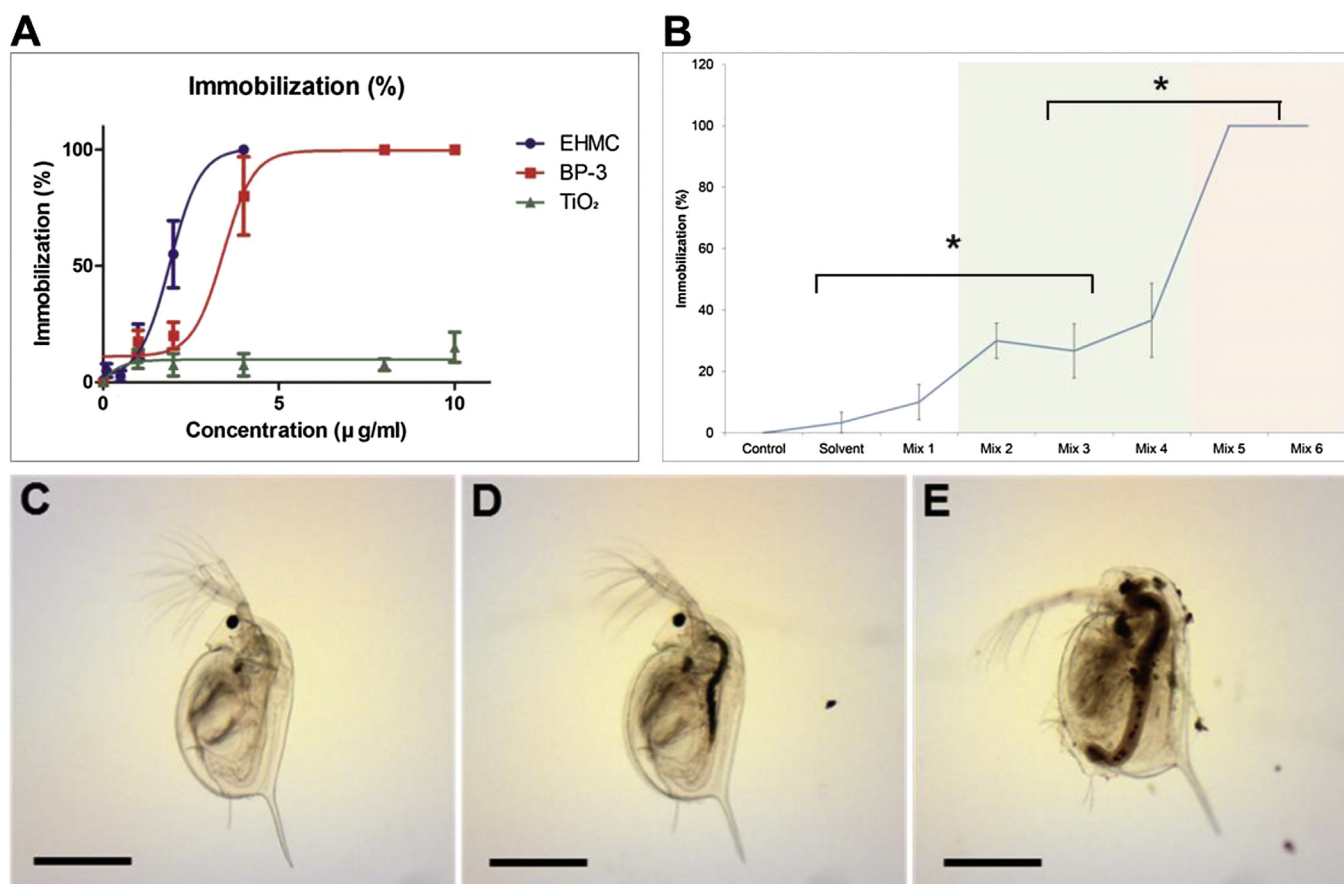 A
Immobilization (%)
100
50
0
0 5 10
Immobilization (%)
Concentration (µg/ml)
EHMC
BP-3
TiO₂
B
120
100
80
60
40
20
0
Immobilization (%)
*
*
Control Solvent Mix 1 Mix 2 Mix 3 Mix 4 Mix 5 Mix 6
C
D
E